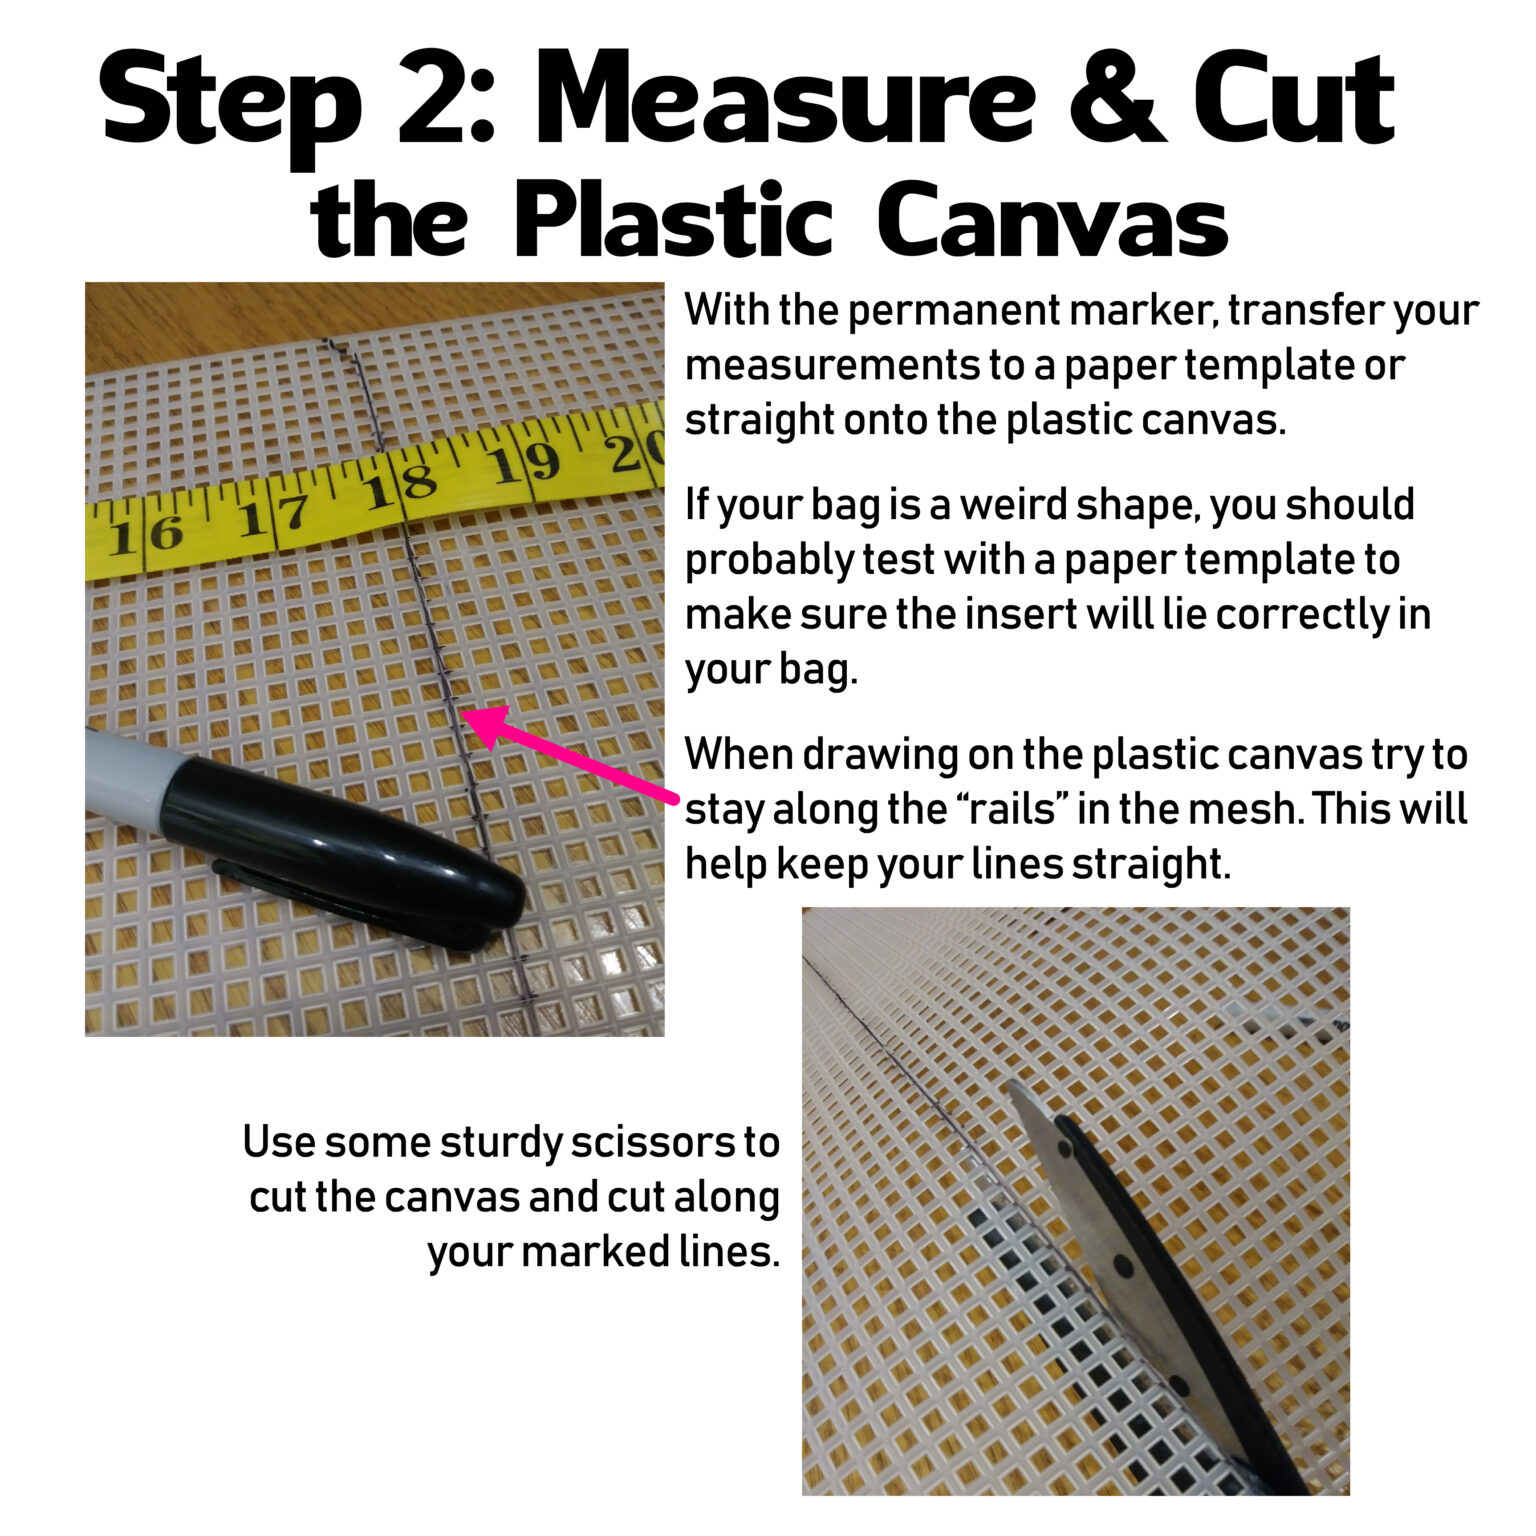 Step 2: Measure & Cut
the Plastic Canvas
With the permanent marker, transfer your
measurements to a paper template or
straight onto the plastic canvas.
16 17 18 19 20
If your bag is a weird shape, you should
probably test with a paper template to
make sure the insert will lie correctly in
your bag.
When drawing on the plastic canvas try to
stay along the “rails” in the mesh. This will
help keep your lines straight.
Use some sturdy scissors to
cut the canvas and cut along
your marked lines.